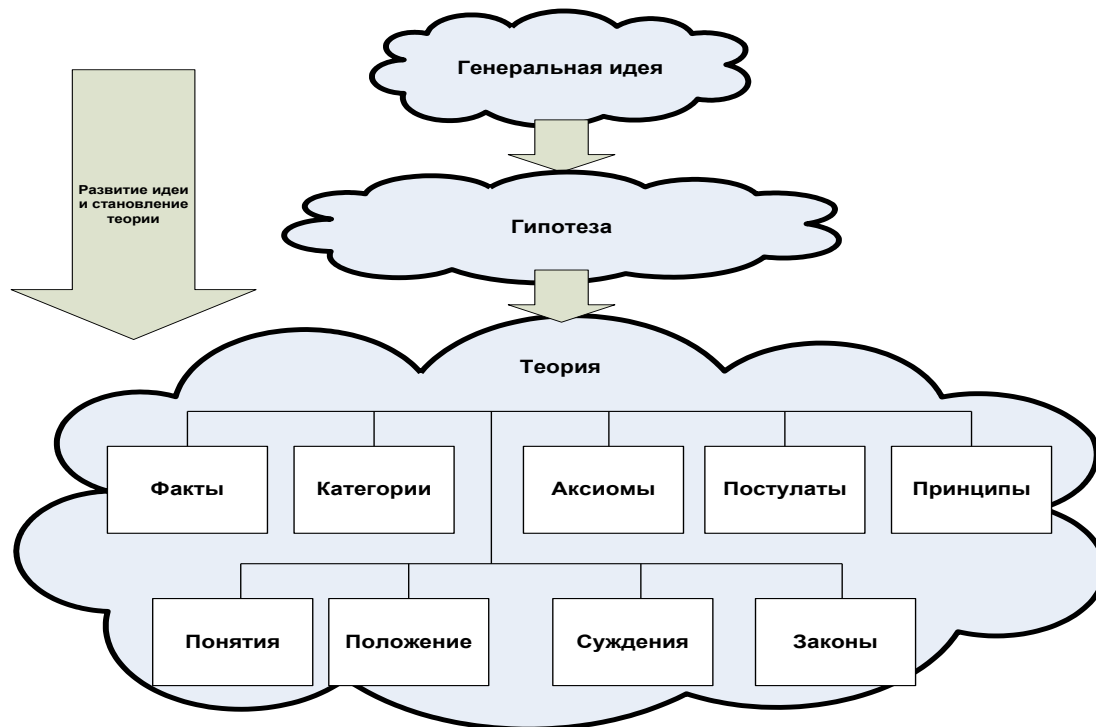 Генеральная идея
Развитие идеи
и становление
теории
Гипотеза
Теория
Факты
Категории
Аксиомы
Постулаты
Принципы
Понятия
Положение
Суждения
Законы